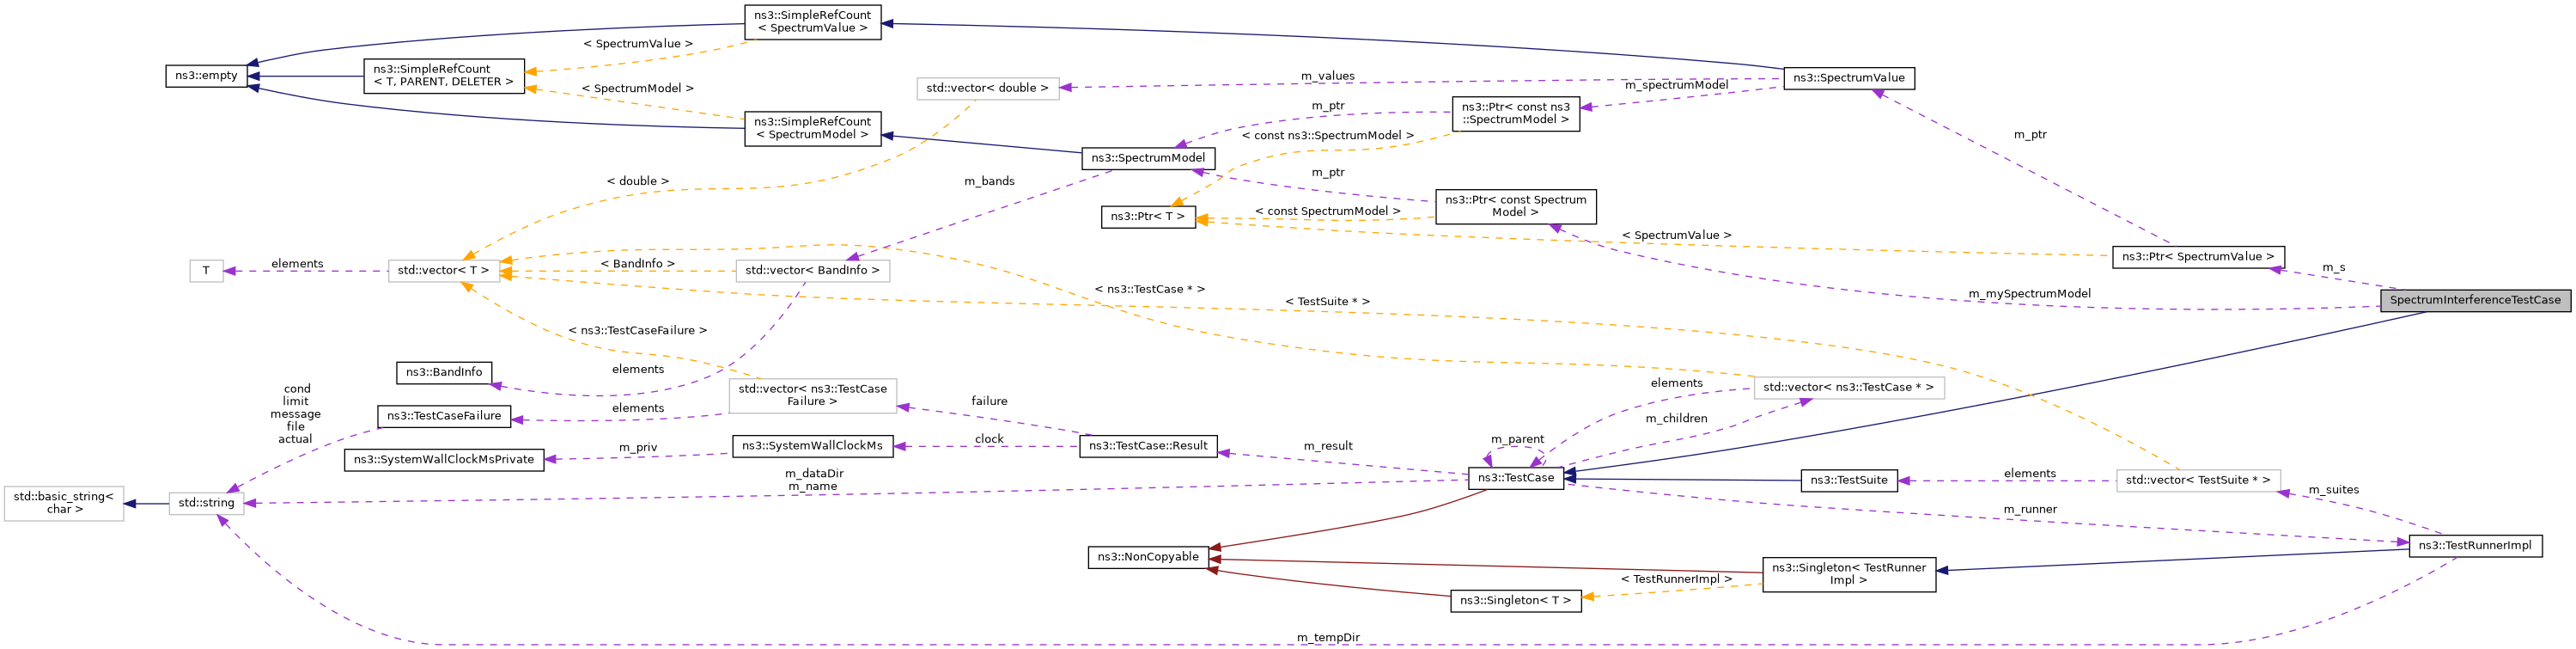 ns3::SimpleRefCount
< SpectrumValue >
< SpectrumValue >
ns3::empty
ns3::SimpleRefCount
< T, PARENT, DELETER >
< SpectrumModel >
ns3::SimpleRefCount
< SpectrumModel >
std::vector< double >
m_values
m_spectrumModel
ns3::SpectrumValue
m_ptr
ns3::Ptr< const ns3
::SpectrumModel >
< const ns3::SpectrumModel >
m_ptr
ns3::SpectrumModel
m_ptr
< double >
m_bands
ns3::Ptr< T >
< const SpectrumModel >
ns3::Ptr< const Spectrum
Model >
< SpectrumValue >
ns3::Ptr< SpectrumValue >
m_s
T
elements
std::vector< T >
< BandInfo >
std::vector< BandInfo >
< ns3::TestCase * >
< TestSuite * >
m_mySpectrumModel
SpectrumInterferenceTestCase
< ns3::TestCaseFailure >
ns3::BandInfo
elements
std::vector< ns3::TestCase
Failure >
elements
failure
elements
std::vector< ns3::TestCase * >
m_children
cond
limit
message
file
actual
ns3::TestCaseFailure
ns3::SystemWallClockMsPrivate
m_priv
ns3::SystemWallClockMs
clock
ns3::TestCase::Result
m_result
m_parent
ns3::TestCase
ns3::TestSuite
elements
std::vector< TestSuite * >
m_suites
std::basic_string<
char >
std::string
m_dataDir
m_name
m_runner
ns3::TestRunnerImpl
ns3::NonCopyable
ns3::Singleton< TestRunner
Impl >
< TestRunnerImpl >
ns3::Singleton< T >
m_tempDir